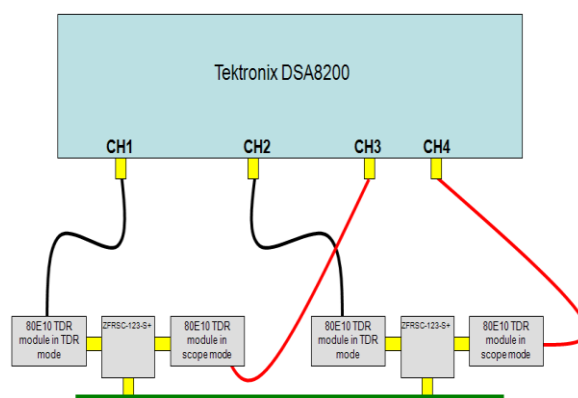 Tektronix DSA8200
CH1
CH2
CH3
CH4
80E10 TDR
module in TDR
mode
ZFRSC-123-S+
80E10 TDR
module in
scope mode
80E10 TDR
module in TDR
mode
ZFRSC-123-S+
80E10 TDR
module in
scope mode